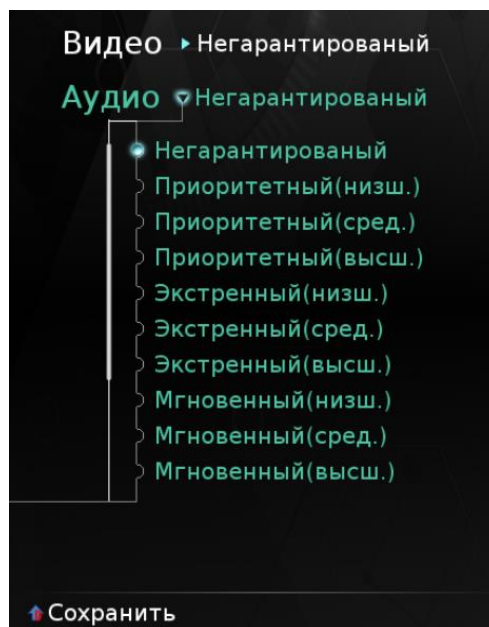 Видео Негарантированый
Аудио Негарантированый
Негарантированый
Приоритетный(низш.)
Приоритетный(сред.)
Приоритетный(высш.)
Экстренный(низш.)
Экстренный(сред.)
Экстренный(высш.)
Мгновенный(низш.)
Мгновенный(сред.)
Мгновенный(высш.)
Сохранить